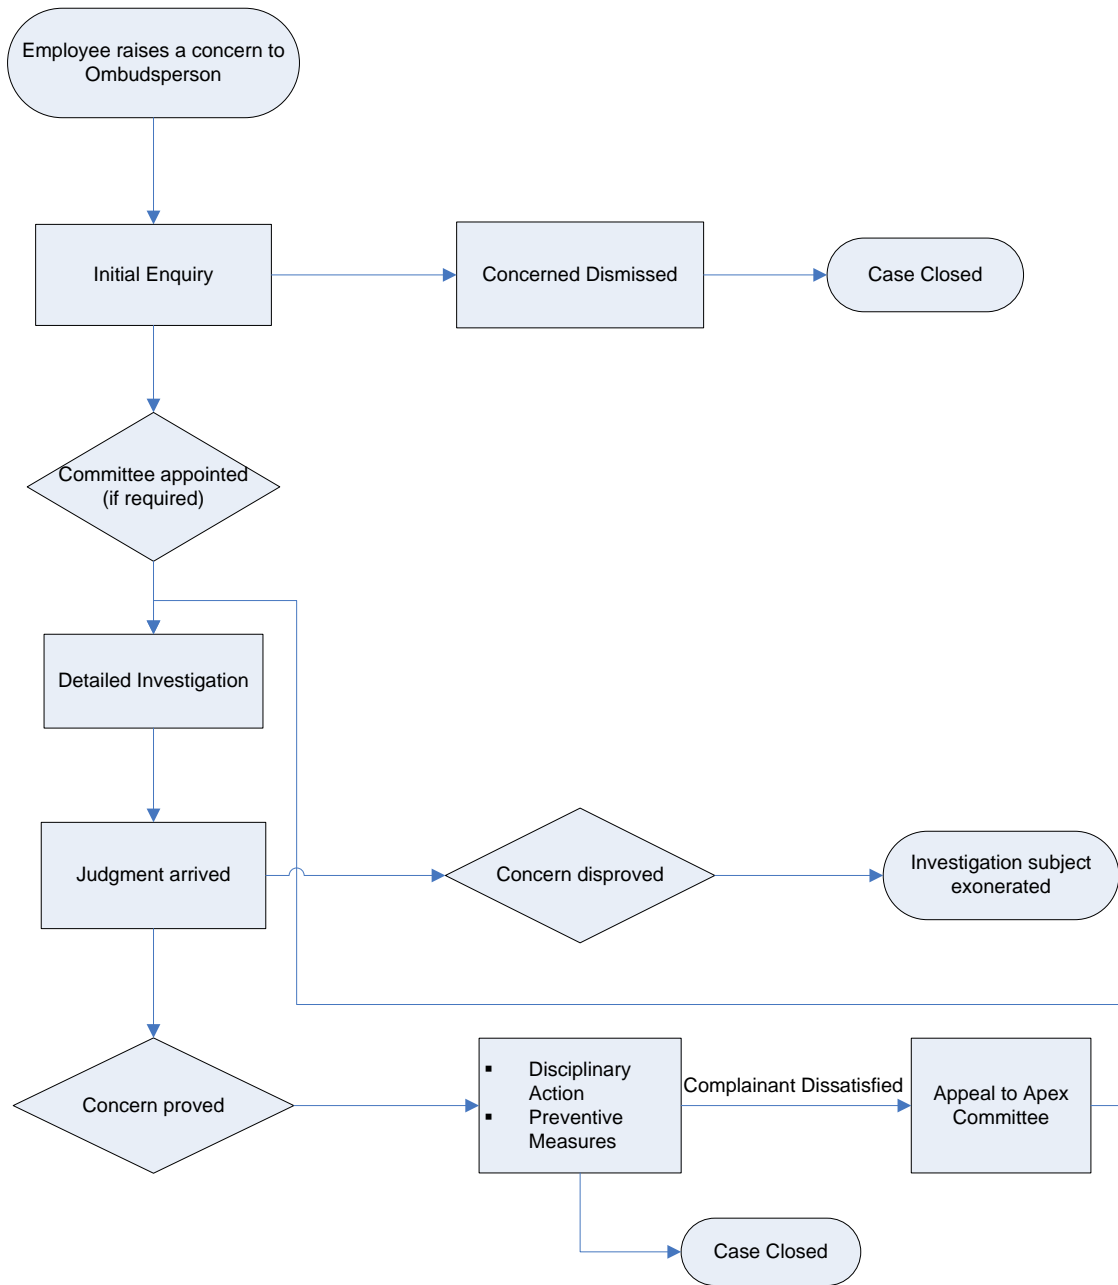 Employee raises a concern to
Ombudsperson
Initial Enquiry
Concerned Dismissed
Case Closed
Committee appointed
(if required)
Detailed Investigation
Judgment arrived
Concern disproved
Investigation subject
exonerated
Concern proved
▪ Disciplinary
Action
▪ Preventive
Measures
Complainant Dissatisfied
Appeal to Apex
Committee
Case Closed